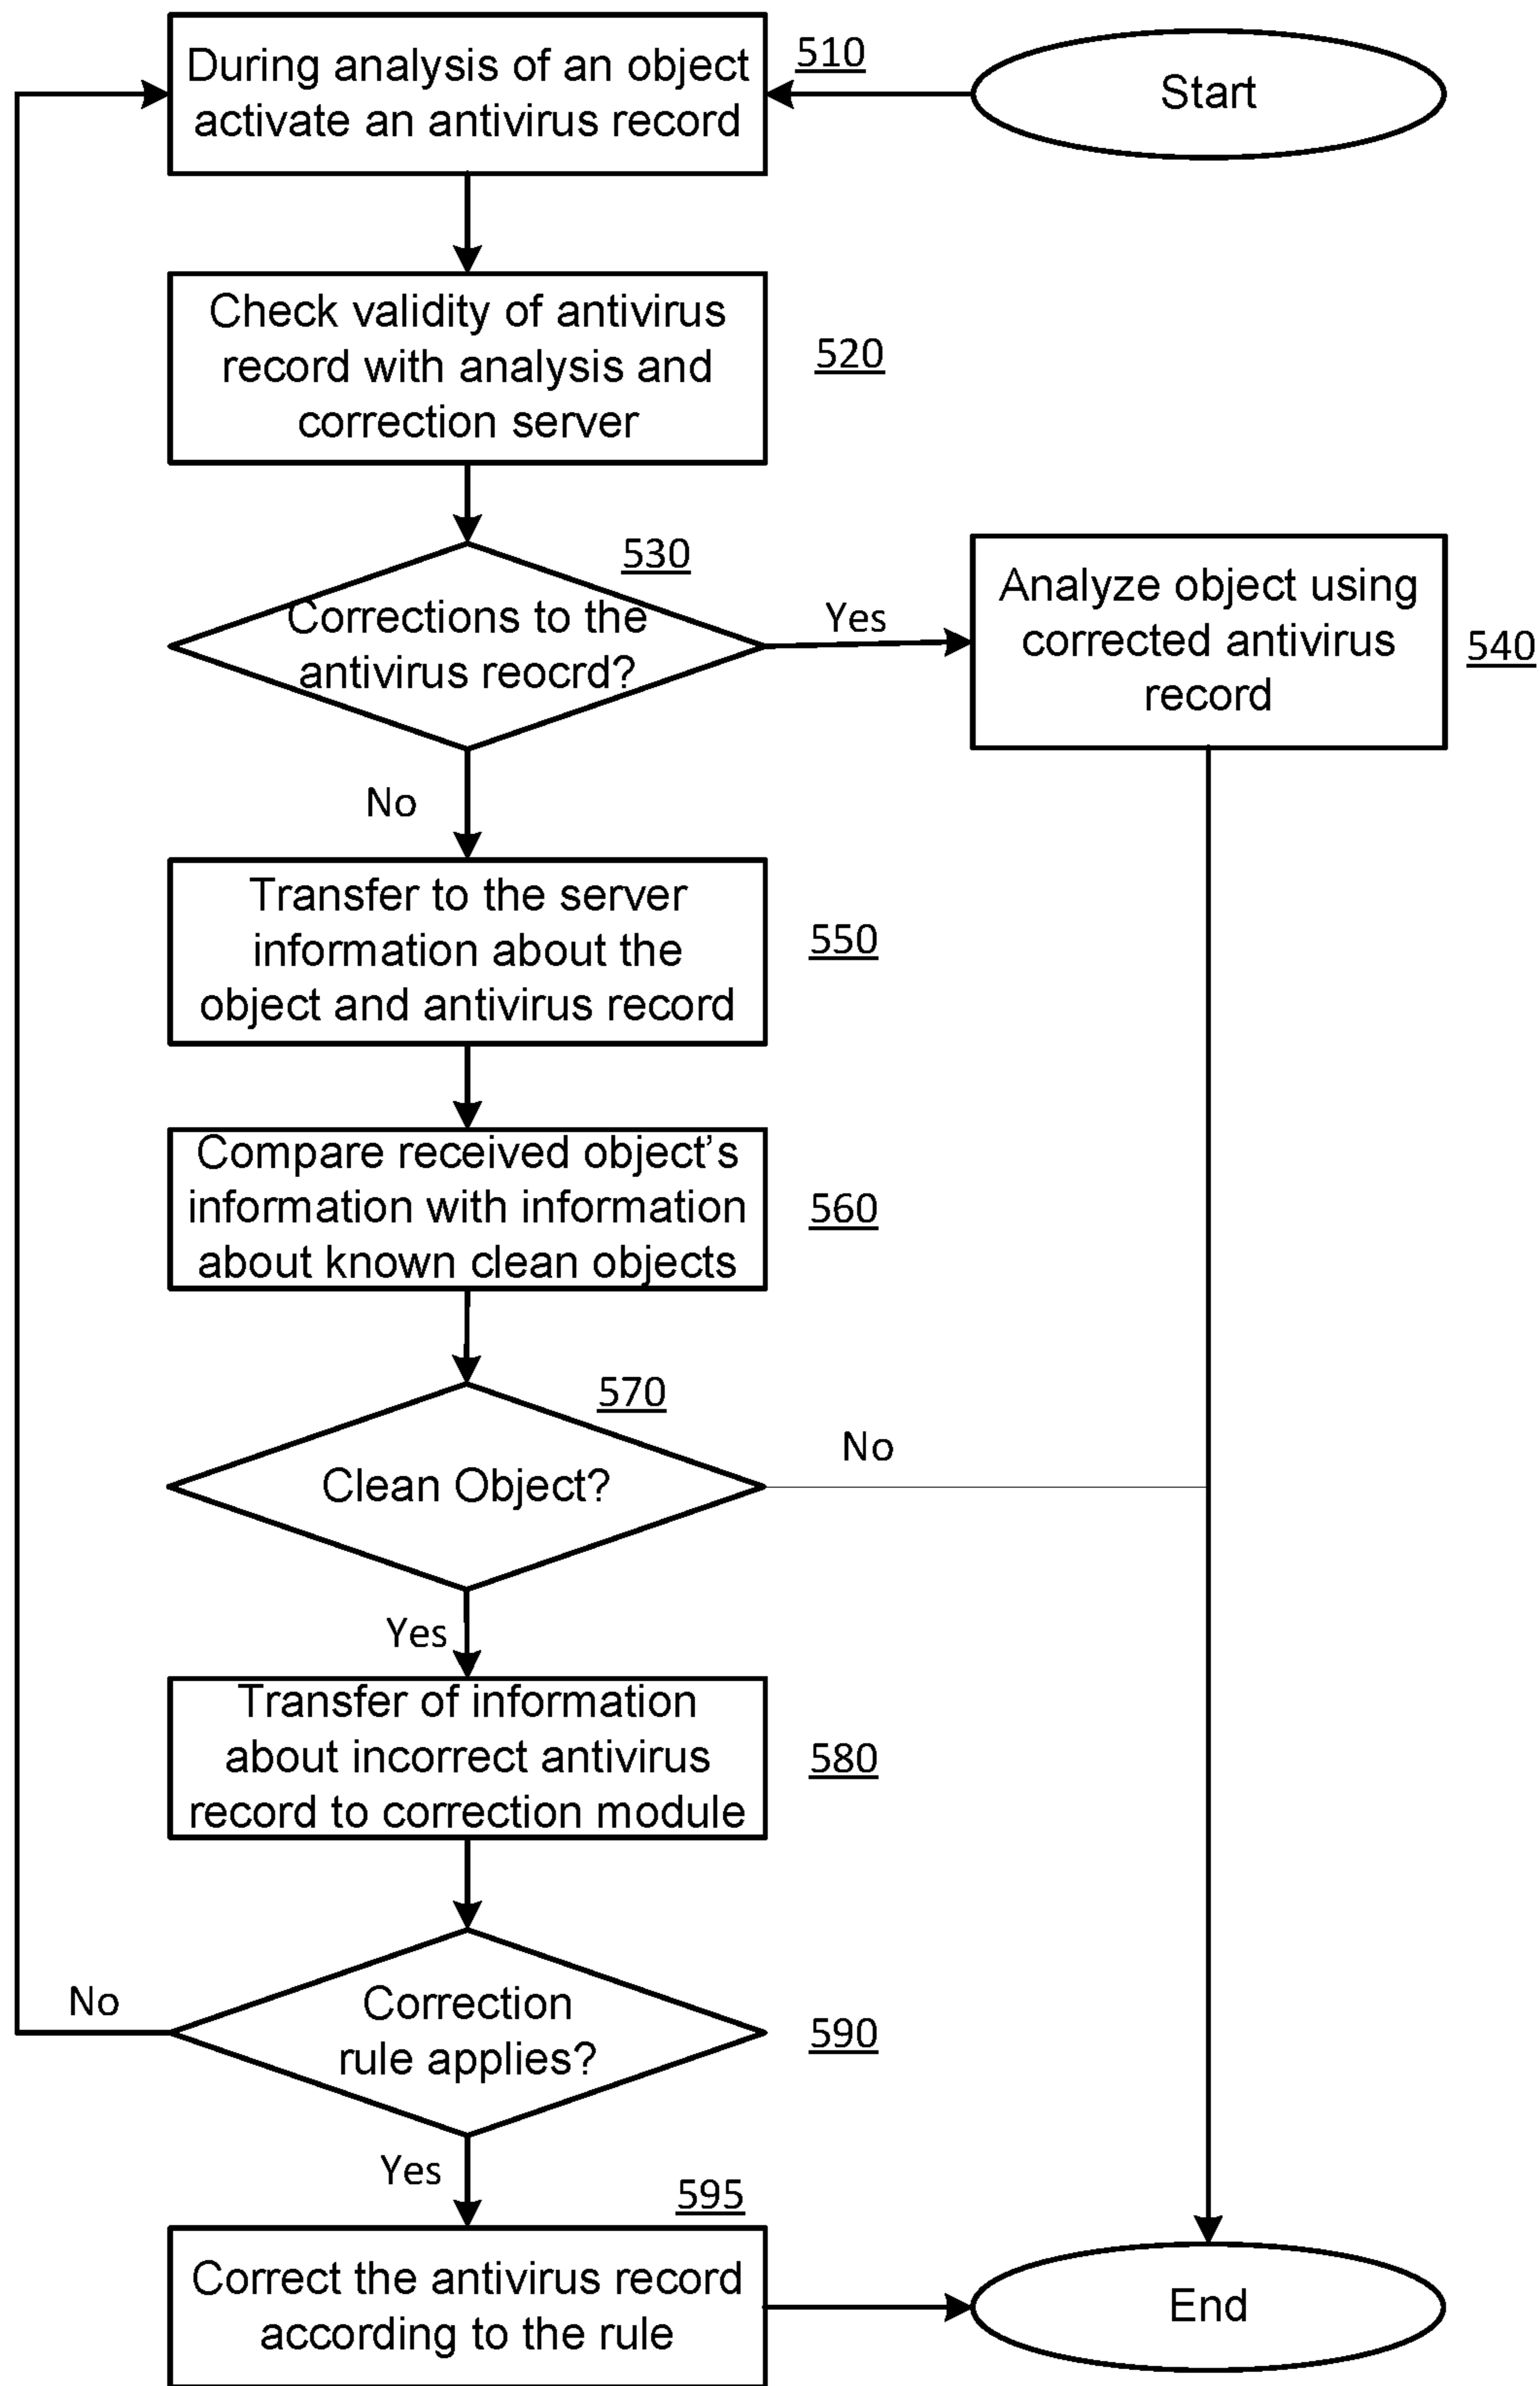 During analysis of an object
activate an antivirus record
510
Start
Check validity of antivirus
record with analysis and
correction server
520
530
Corrections to the
antivirus reocrd?
Yes
Analyze object using
corrected antivirus
record
540
No
Transfer to the server
information about the
object and antivirus record
550
Compare received object’s
information with information
about known clean objects
560
570
Clean Object?
No
Yes
Transfer of information
about incorrect antivirus
record to correction module
580
No
Correction
rule applies?
590
Yes
595
Correct the antivirus record
according to the rule
End